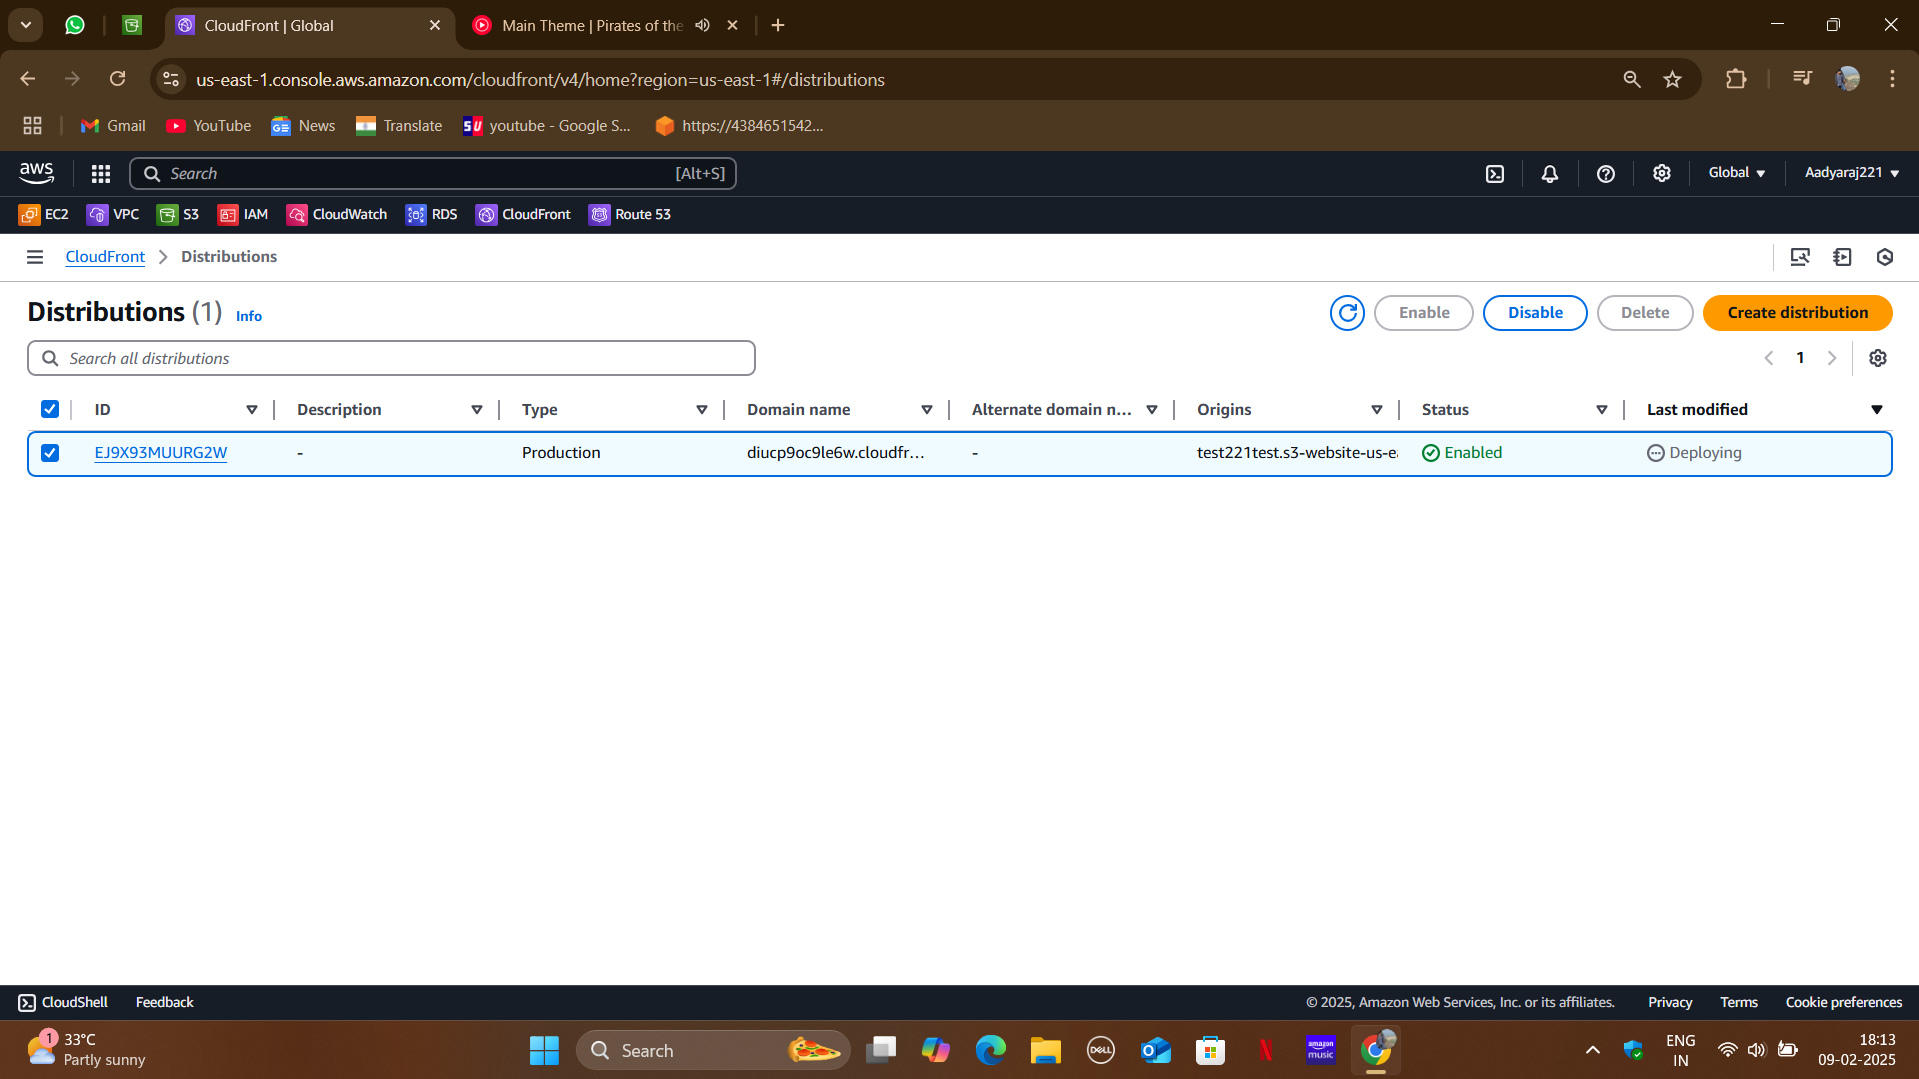 CloudFront | Global
Main Theme | Pirates of the
us-east-1.console.aws.amazon.com/cloudfront/v4/home?region=us-east-1#/distributions
Gmail YouTube News Translate youtube - Google S... https://4384651542...
aws Search [Alt+S] Global Aadyaraj221
EC2 VPC S3 IAM CloudWatch RDS CloudFront Route 53
CloudFront Distributions
Distributions (1) Info Enable Disable Delete Create distribution
Search all distributions 1
ID Description Type Domain name Alternate domain n... Origins Status Last modified
EJ9X93MUURG2W - Production diucp9oc9le6w.cloudfr... - test221test.s3-website-us-ea Enabled Deploying
CloudShell Feedback © 2025, Amazon Web Services, Inc. or its affiliates. Privacy Terms Cookie preferences
1 33°C
Partly sunny
Search
DELL
amazon music
ENG
IN
18:13
09-02-2025